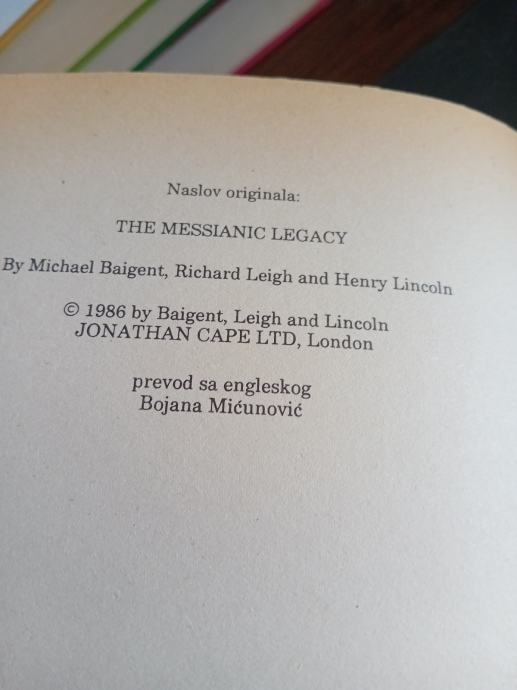 Naslov originala:
THE MESSIANIC LEGACY
By Michael Baigent, Richard Leigh and Henry Lincoln
© 1986 by Baigent, Leigh and Lincoln
JONATHAN CAPE LTD, London
prevod sa engleskog
Bojana Mićunović